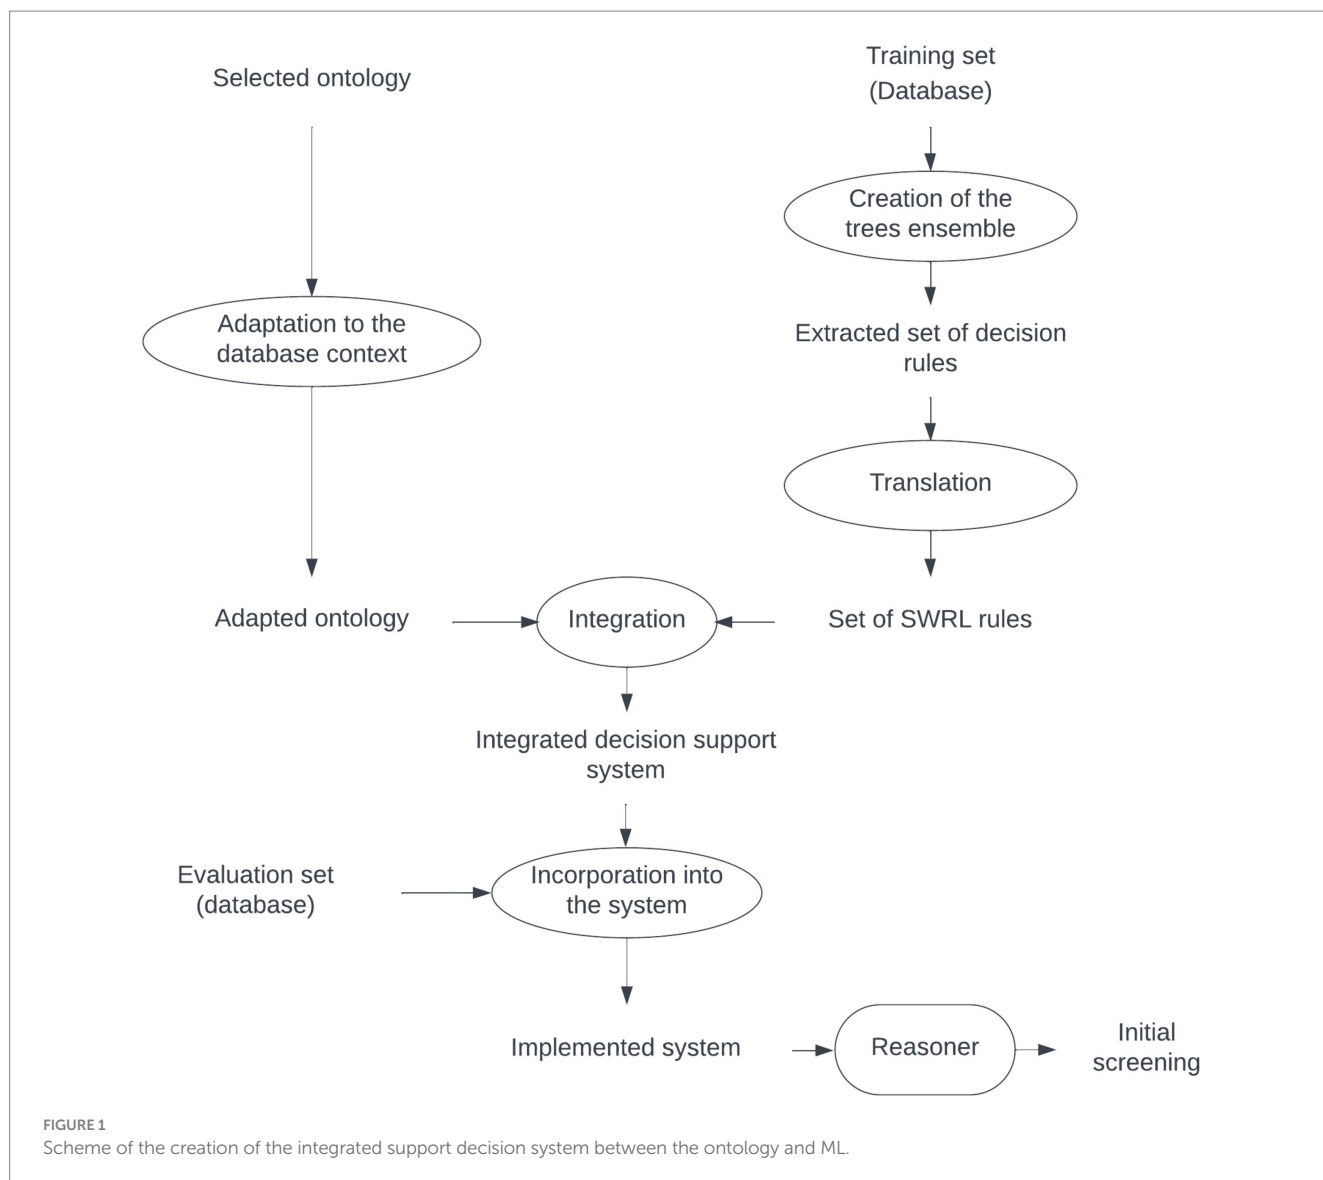 Selected ontology
Training set
(Database)
Creation of the
trees ensemble
Adaptation to the
database context
Extracted set of decision
rules
Translation
Adapted ontology
Integration
Set of SWRL rules
Integrated decision support
system
Evaluation set
(database)
Incorporation into
the system
Implemented system
Reasoner
Initial
screening
FIGURE 1
Scheme of the creation of the integrated support decision system between the ontology and ML.